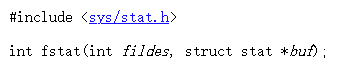 #include <sys/stat.h>
int fstat(int fildes, struct stat *buf);